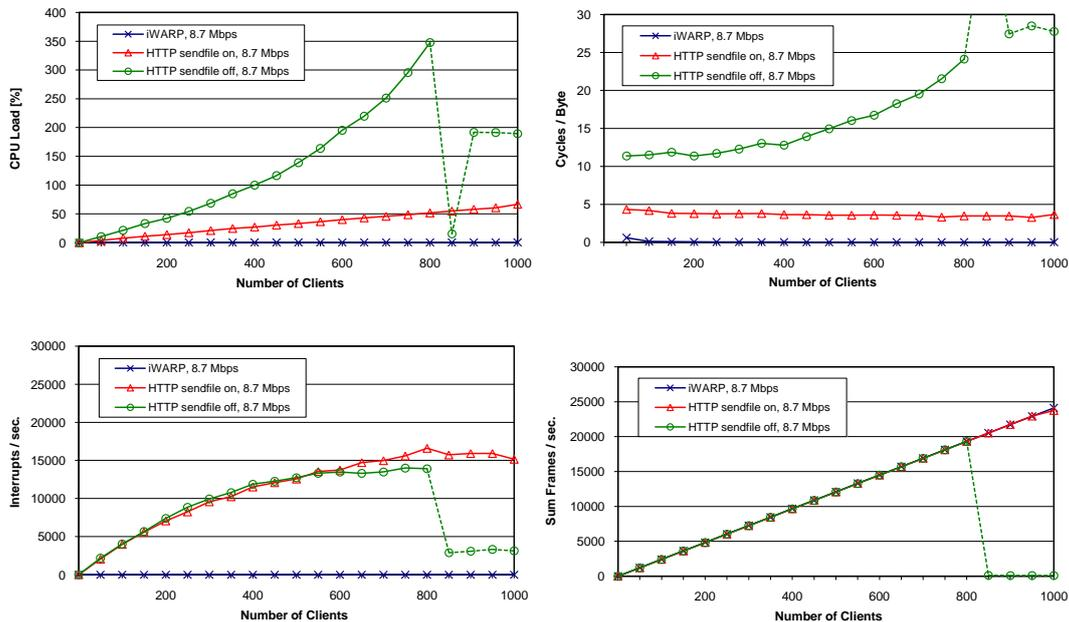 CPU Load [%]
400
350
300
250
200
150
100
50
0
iWARP, 8.7 Mbps
HTTP sendfile on, 8.7 Mbps
HTTP sendfile off, 8.7 Mbps
200 400 600 800 1000
Number of Clients
Cycles / Byte
30
25
20
15
10
5
0
iWARP, 8.7 Mbps
HTTP sendfile on, 8.7 Mbps
HTTP sendfile off, 8.7 Mbps
200 400 600 800 1000
Number of Clients
Interrupts / sec.
30000
25000
20000
15000
10000
5000
0
iWARP, 8.7 Mbps
HTTP sendfile on, 8.7 Mbps
HTTP sendfile off, 8.7 Mbps
200 400 600 800 1000
Number of Clients
Sum Frames / sec.
30000
25000
20000
15000
10000
5000
0
iWARP, 8.7 Mbps
HTTP sendfile on, 8.7 Mbps
HTTP sendfile off, 8.7 Mbps
200 400 600 800 1000
Number of Clients